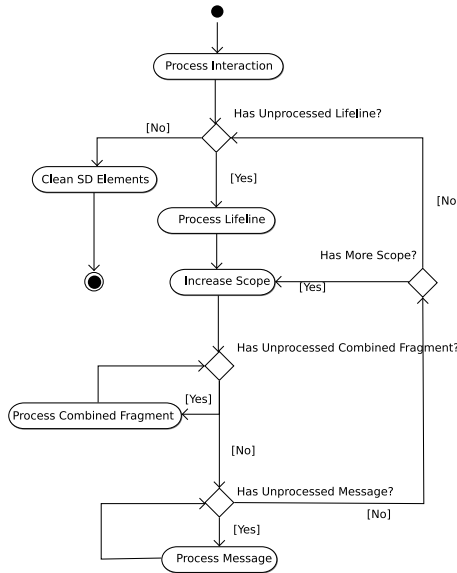 Process Interaction
Has Unprocessed Lifeline?
[No]
Clean SD Elements
[Yes]
[No
Process Lifeline
Has More Scope?
Increase Scope
[Yes]
Has Unprocessed Combined Fragment?
[Yes]
Process Combined Fragment
[No]
Has Unprocessed Message?
[No]
[Yes]
Process Message